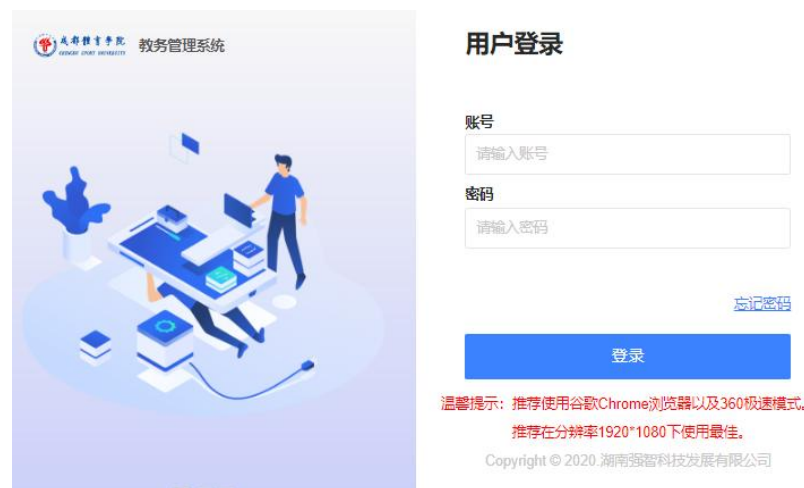 成都體育學院
CHENGDU SPORT UNIVERSITY
教务管理系统
用户登录
账号
请输入账号
密码
请输入密码
忘记密码
登录
温馨提示：推荐使用谷歌Chrome浏览器以及360极速模式。
推荐在分辨率1920*1080下使用最佳。
Copyright © 2020.湖南强智科技发展有限公司